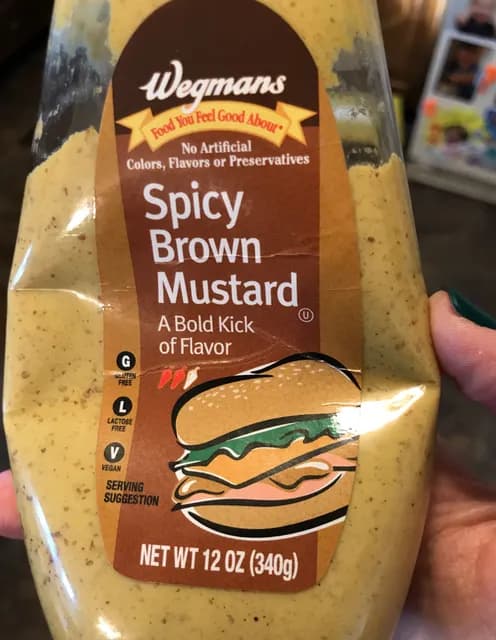 Wegmans
Food You Feel Good About®
No Artificial
Colors, Flavors or Preservatives
Spicy
Brown
Mustard
U
A Bold Kick
of Flavor
G
GLUTEN
FREE
L
LACTOSE
FREE
V
VEGAN
SERVING
SUGGESTION
NET WT 12 OZ (340g)